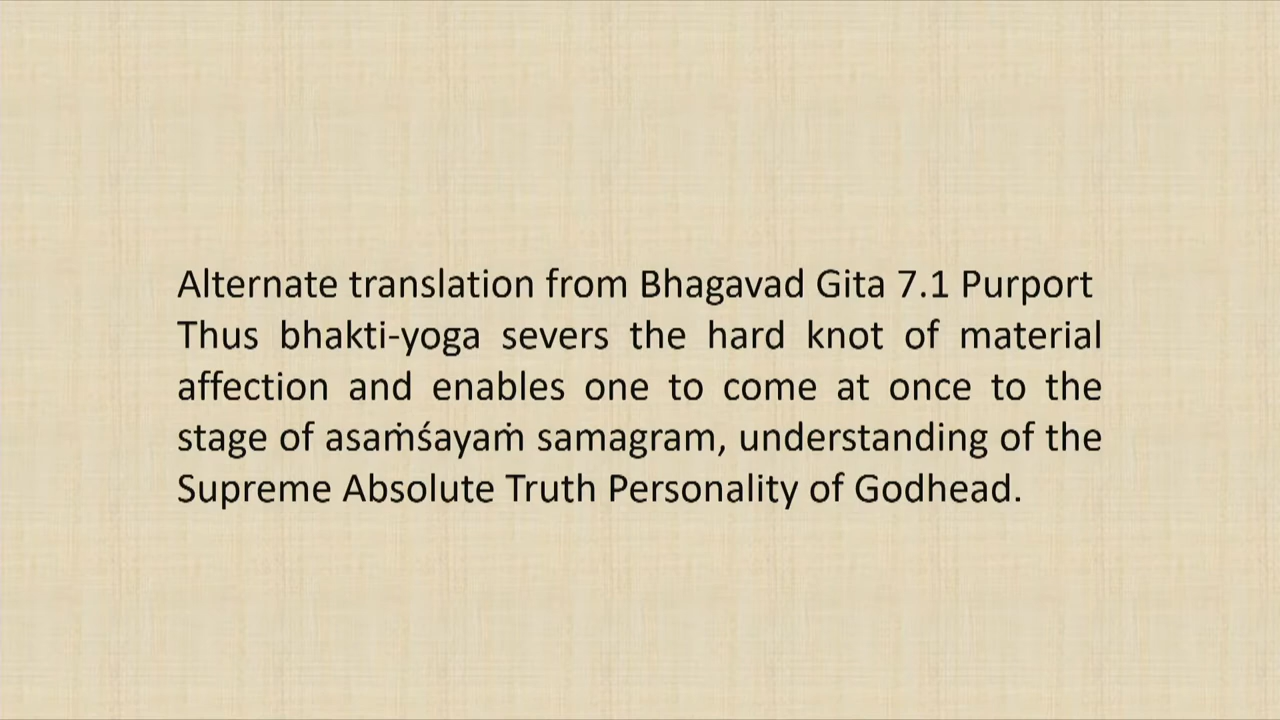 Alternate translation from Bhagavad Gita 7.1 Purport
Thus bhakti-yoga severs the hard knot of material
affection and enables one to come at once to the
stage of asaṁśayaṁ samagram, understanding of the
Supreme Absolute Truth Personality of Godhead.